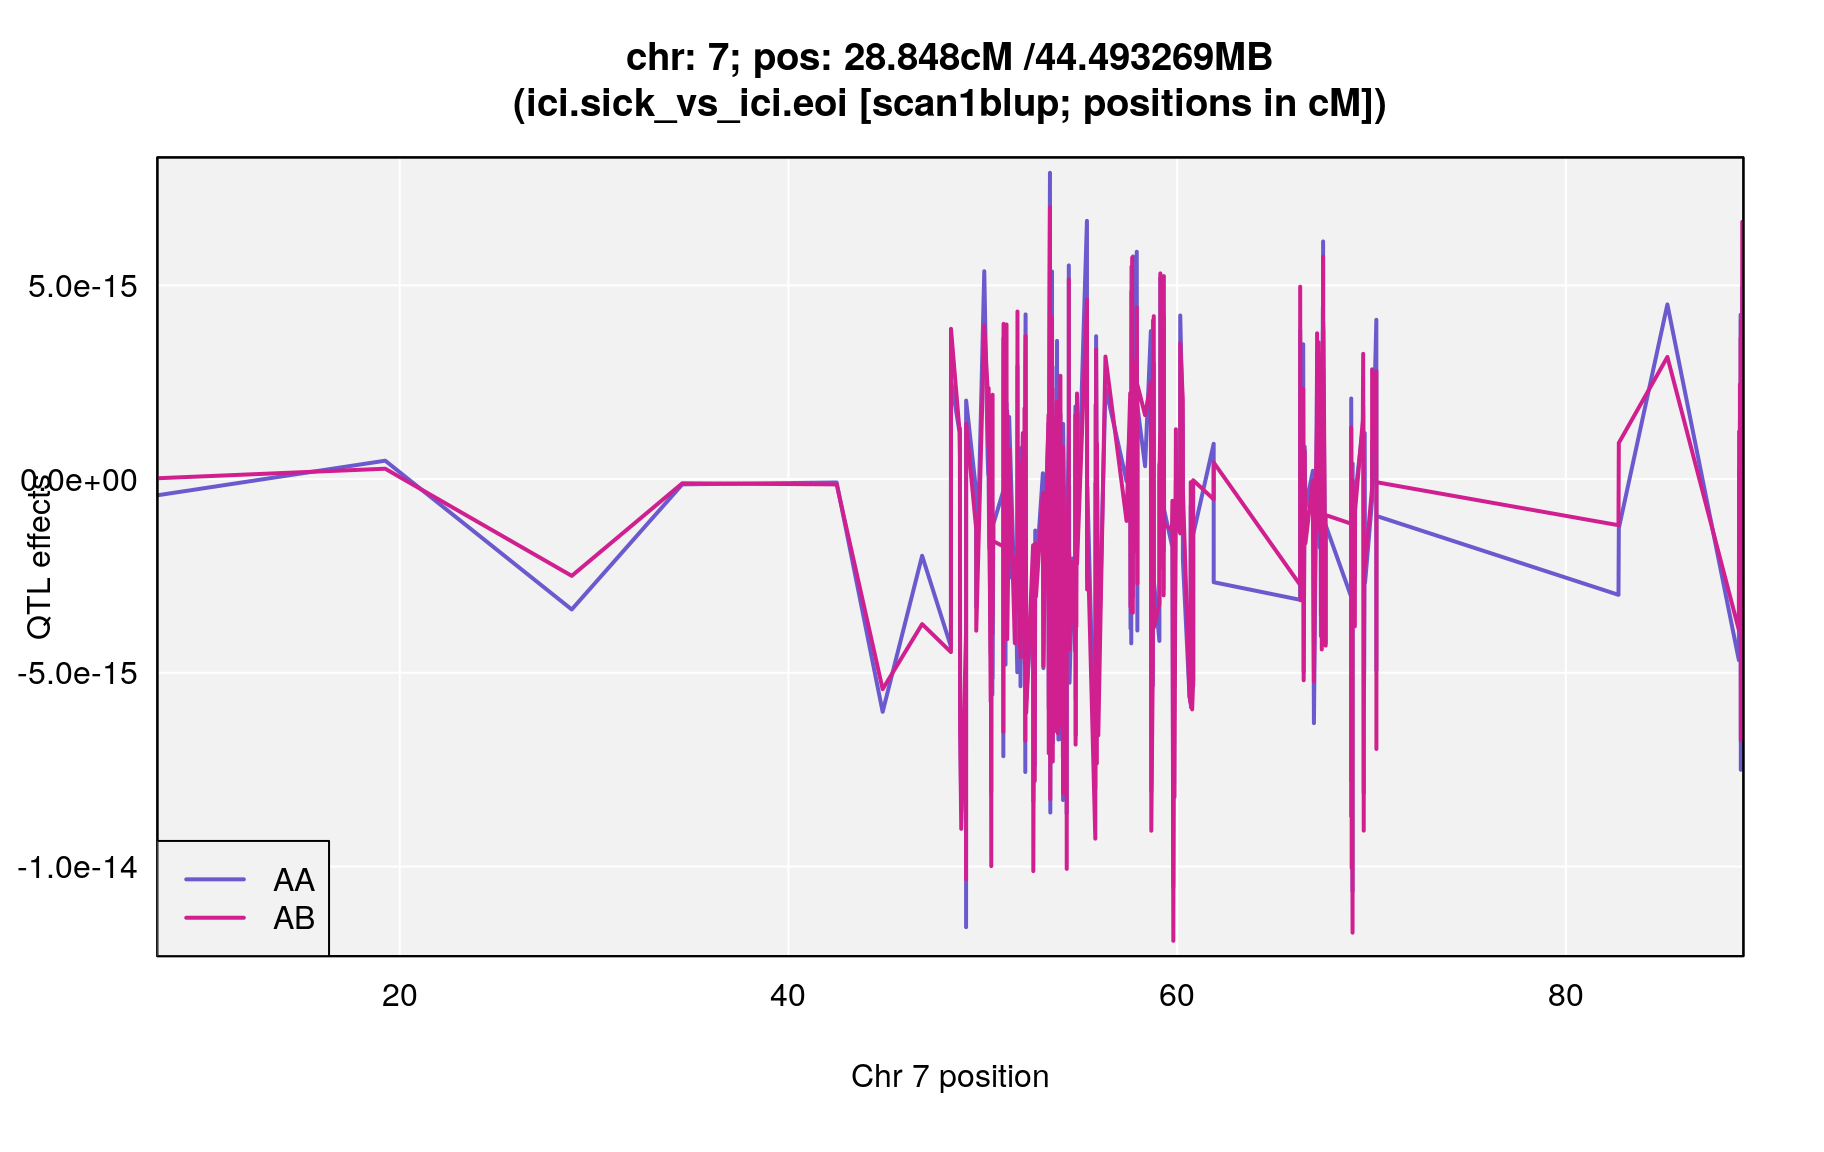 chr: 7; pos: 28.848cM /44.493269MB
(ici.sick_vs_ici.eoi [scan1blup; positions in cM])
QTL effects
5.0e-15
0.0e+00
-5.0e-15
-1.0e-14
AA
AB
20 40 60 80
Chr 7 position